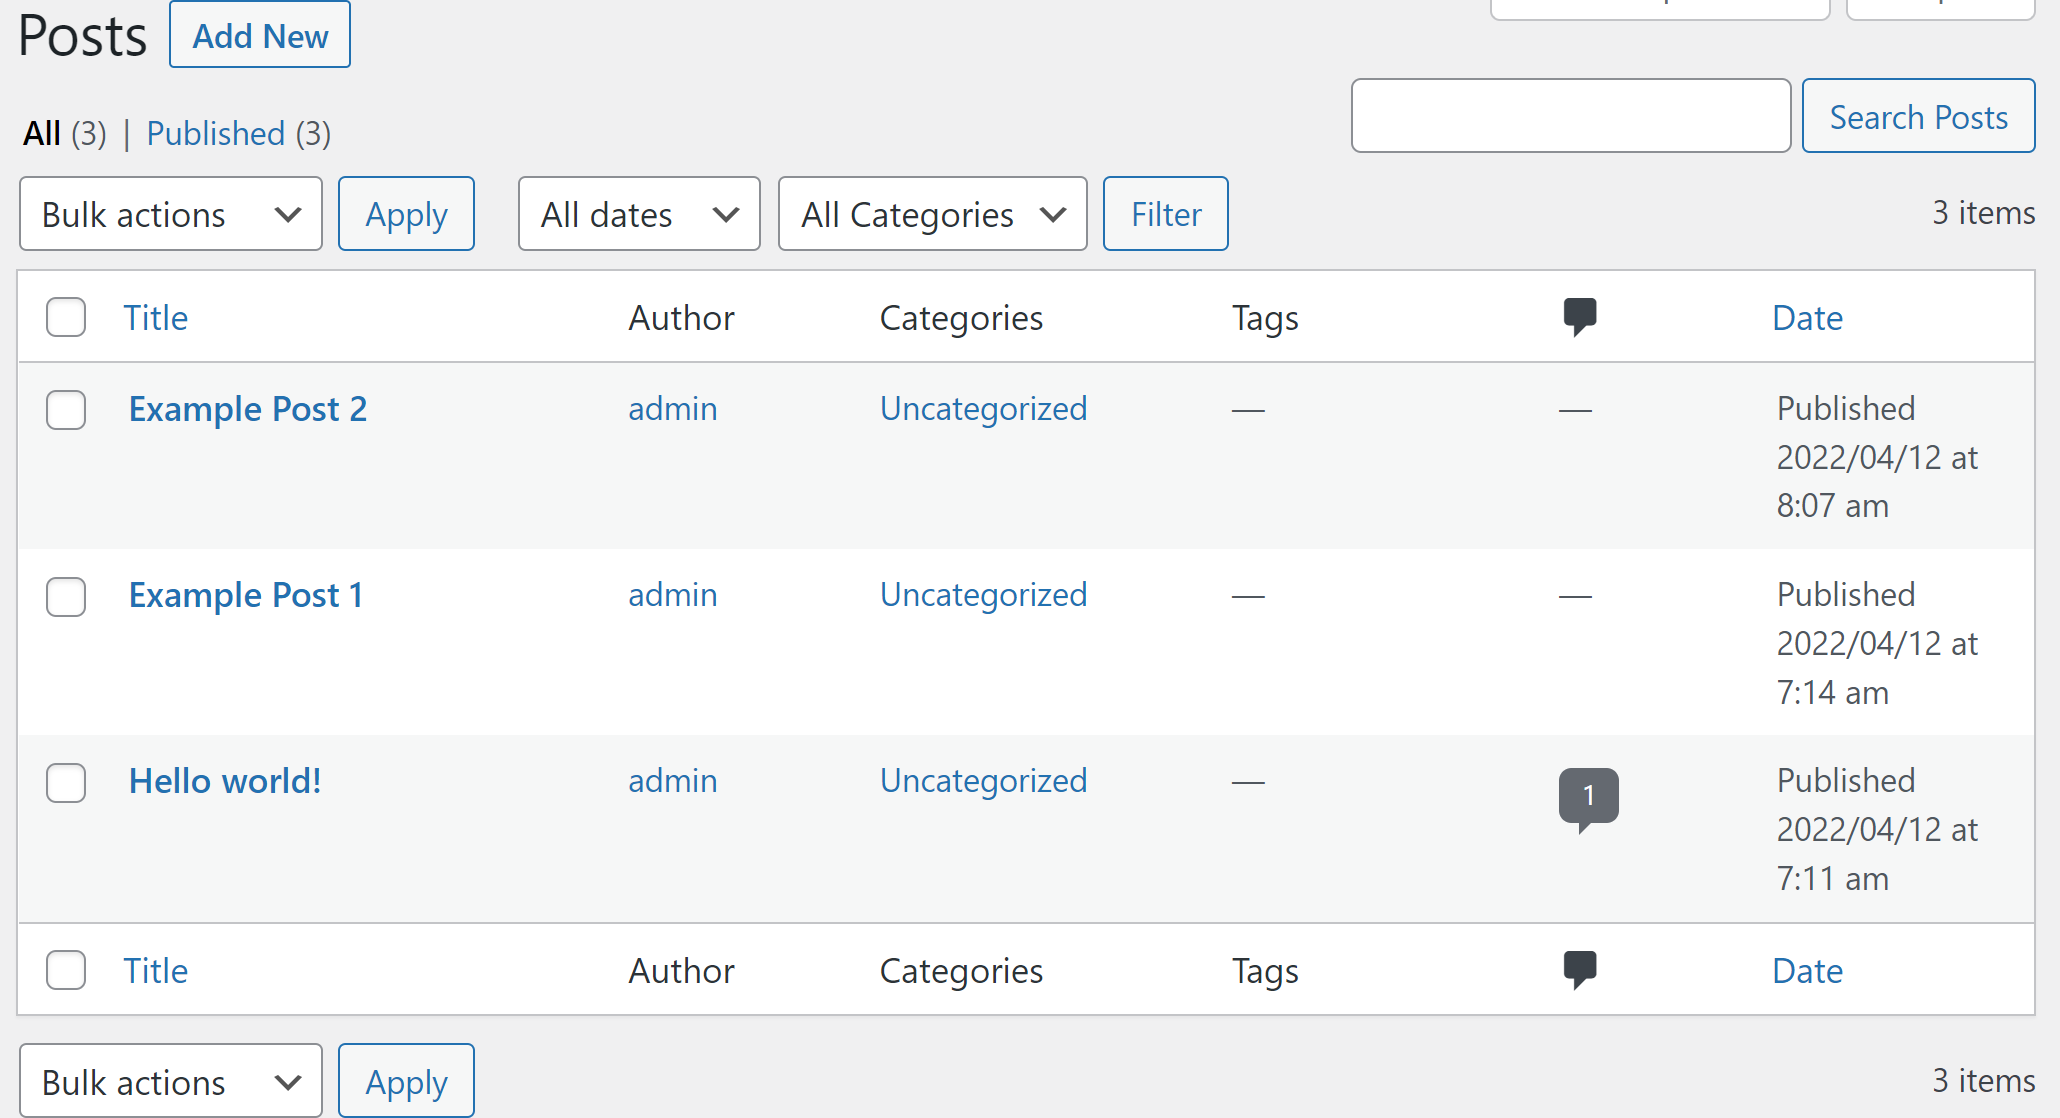 Posts Add New
All (3) | Published (3)
Search Posts
Bulk actions Apply All dates All Categories Filter 3 items
Title Author Categories Tags Date
Example Post 2 admin Uncategorized — — Published
2022/04/12 at
8:07 am
Example Post 1 admin Uncategorized — — Published
2022/04/12 at
7:14 am
Hello world! admin Uncategorized — 1 Published
2022/04/12 at
7:11 am
Title Author Categories Tags Date
Bulk actions Apply 3 items